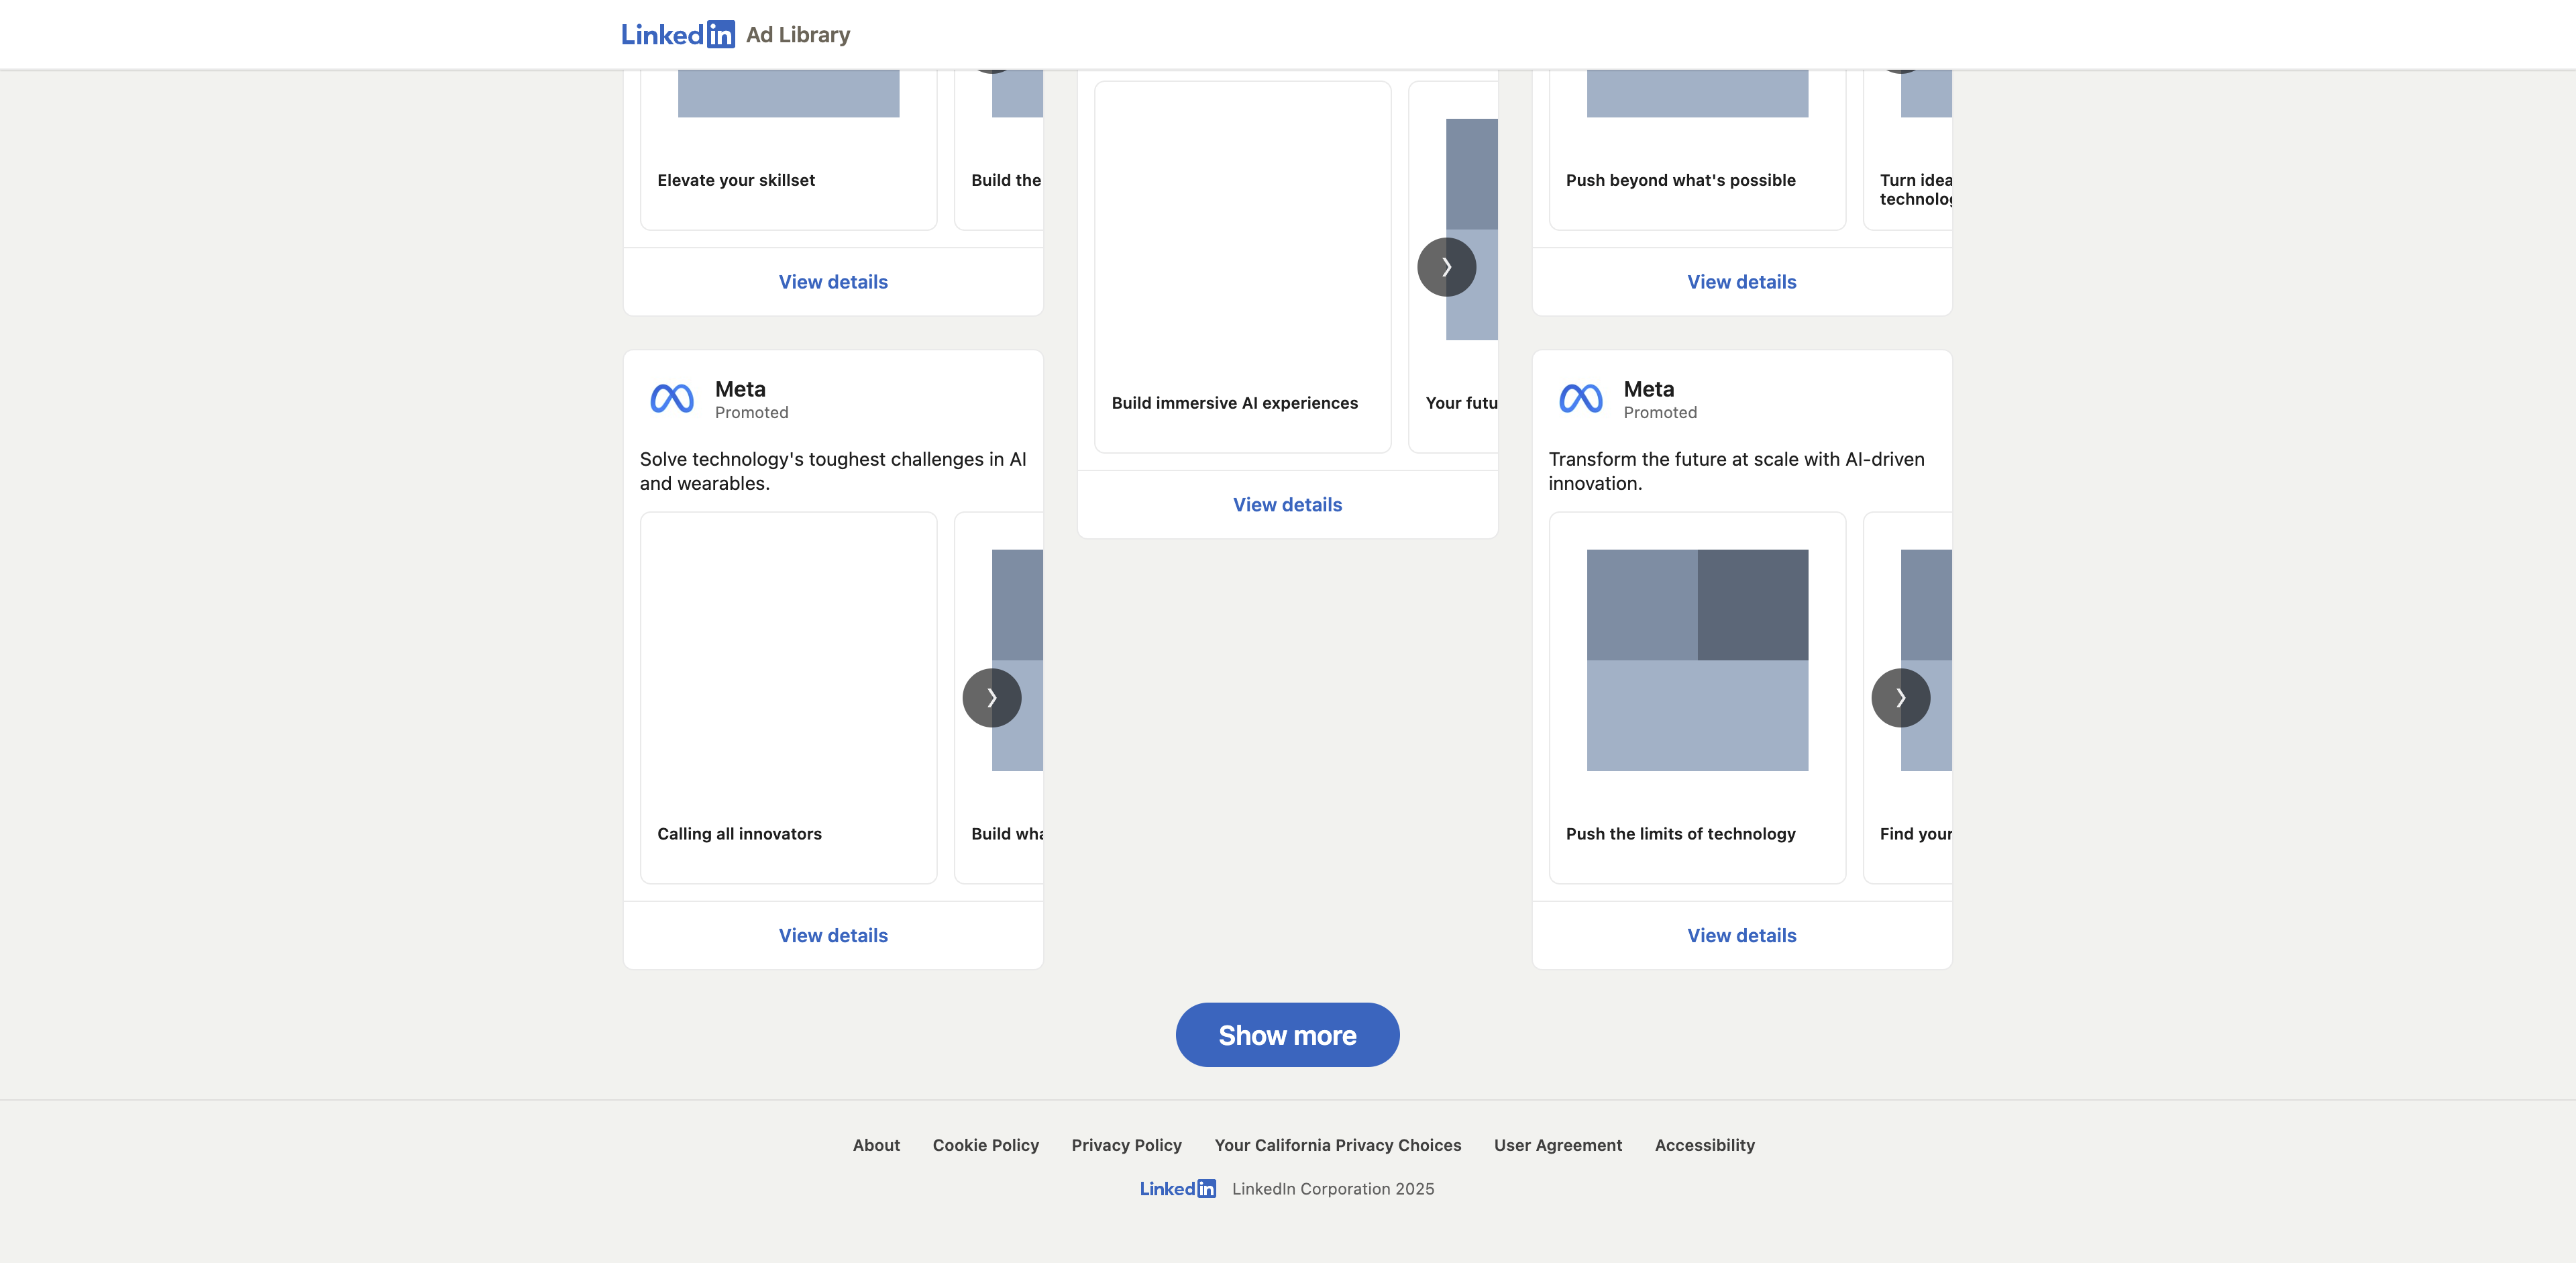 LinkedIn Ad Library
Elevate your skillset
Build the
View details
Build immersive AI experiences
Your futu
View details
Push beyond what's possible
Turn idea
technolog
View details
Meta
Promoted
Solve technology's toughest challenges in AI
and wearables.
Calling all innovators
Build wha
View details
Meta
Promoted
Transform the future at scale with AI-driven
innovation.
Push the limits of technology
Find your
View details
Show more
About Cookie Policy Privacy Policy Your California Privacy Choices User Agreement Accessibility
LinkedIn LinkedIn Corporation 2025